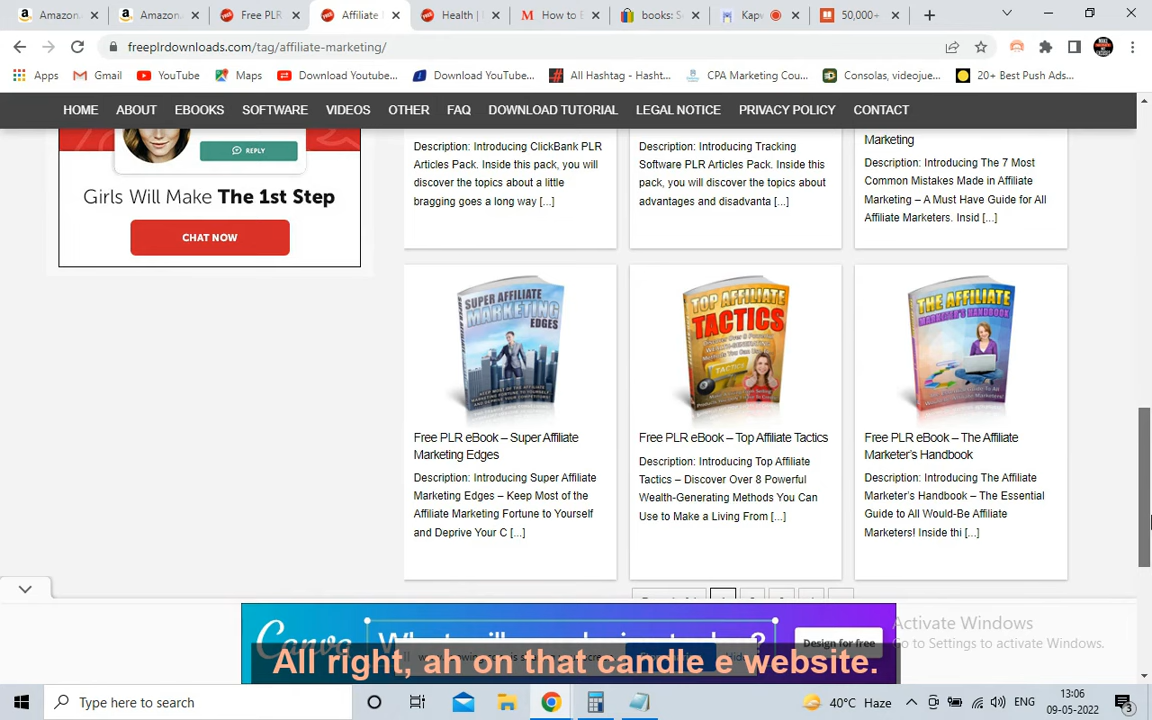 Amazon.
Amazon.
Free PLR
Affiliate
Health |
How to E
books: S
Kapv
50,000+
freeplrdownloads.com/tag/affiliate-marketing/
Apps
Gmail
YouTube
Maps
Download Youtube...
Download YouTube...
All Hashtag - Hasht...
CPA Marketing Cou...
Consolas, videojue...
20+ Best Push Ads...
HOME
ABOUT
EBOOKS
SOFTWARE
VIDEOS
OTHER
FAQ
DOWNLOAD TUTORIAL
LEGAL NOTICE
PRIVACY POLICY
CONTACT
REPLY
Girls Will Make The 1st Step
CHAT NOW
Description: Introducing ClickBank PLR
Articles Pack. Inside this pack, you will
discover the topics about a little
bragging goes a long way [...]
Description: Introducing Tracking
Software PLR Articles Pack. Inside this
pack, you will discover the topics about
advantages and disadvanta [...]
Marketing
Description: Introducing The 7 Most
Common Mistakes Made in Affiliate
Marketing – A Must Have Guide for All
Affiliate Marketers. Insid [...]
SUPER AFFILIATE
MARKETING
EDGES
TOP AFFILIATE
TACTICS
THE AFFILIATE
MARKETER'S HANDBOOK
Free PLR eBook – Super Affiliate
Marketing Edges
Description: Introducing Super Affiliate
Marketing Edges – Keep Most of the
Affiliate Marketing Fortune to Yourself
and Deprive Your C [...]
Free PLR eBook – Top Affiliate Tactics
Description: Introducing Top Affiliate
Tactics – Discover Over 8 Powerful
Wealth-Generating Methods You Can
Use to Make a Living From [...]
Free PLR eBook – The Affiliate
Marketer's Handbook
Description: Introducing The Affiliate
Marketer's Handbook – The Essential
Guide to All Would-Be Affiliate
Marketers! Inside thi [...]
Canva
Design for free
Activate Windows
Go to Settings to activate Windows.
All right, ah on that candle e website.
Type here to search
40°C Haze
ENG
13:06
09-05-2022
3